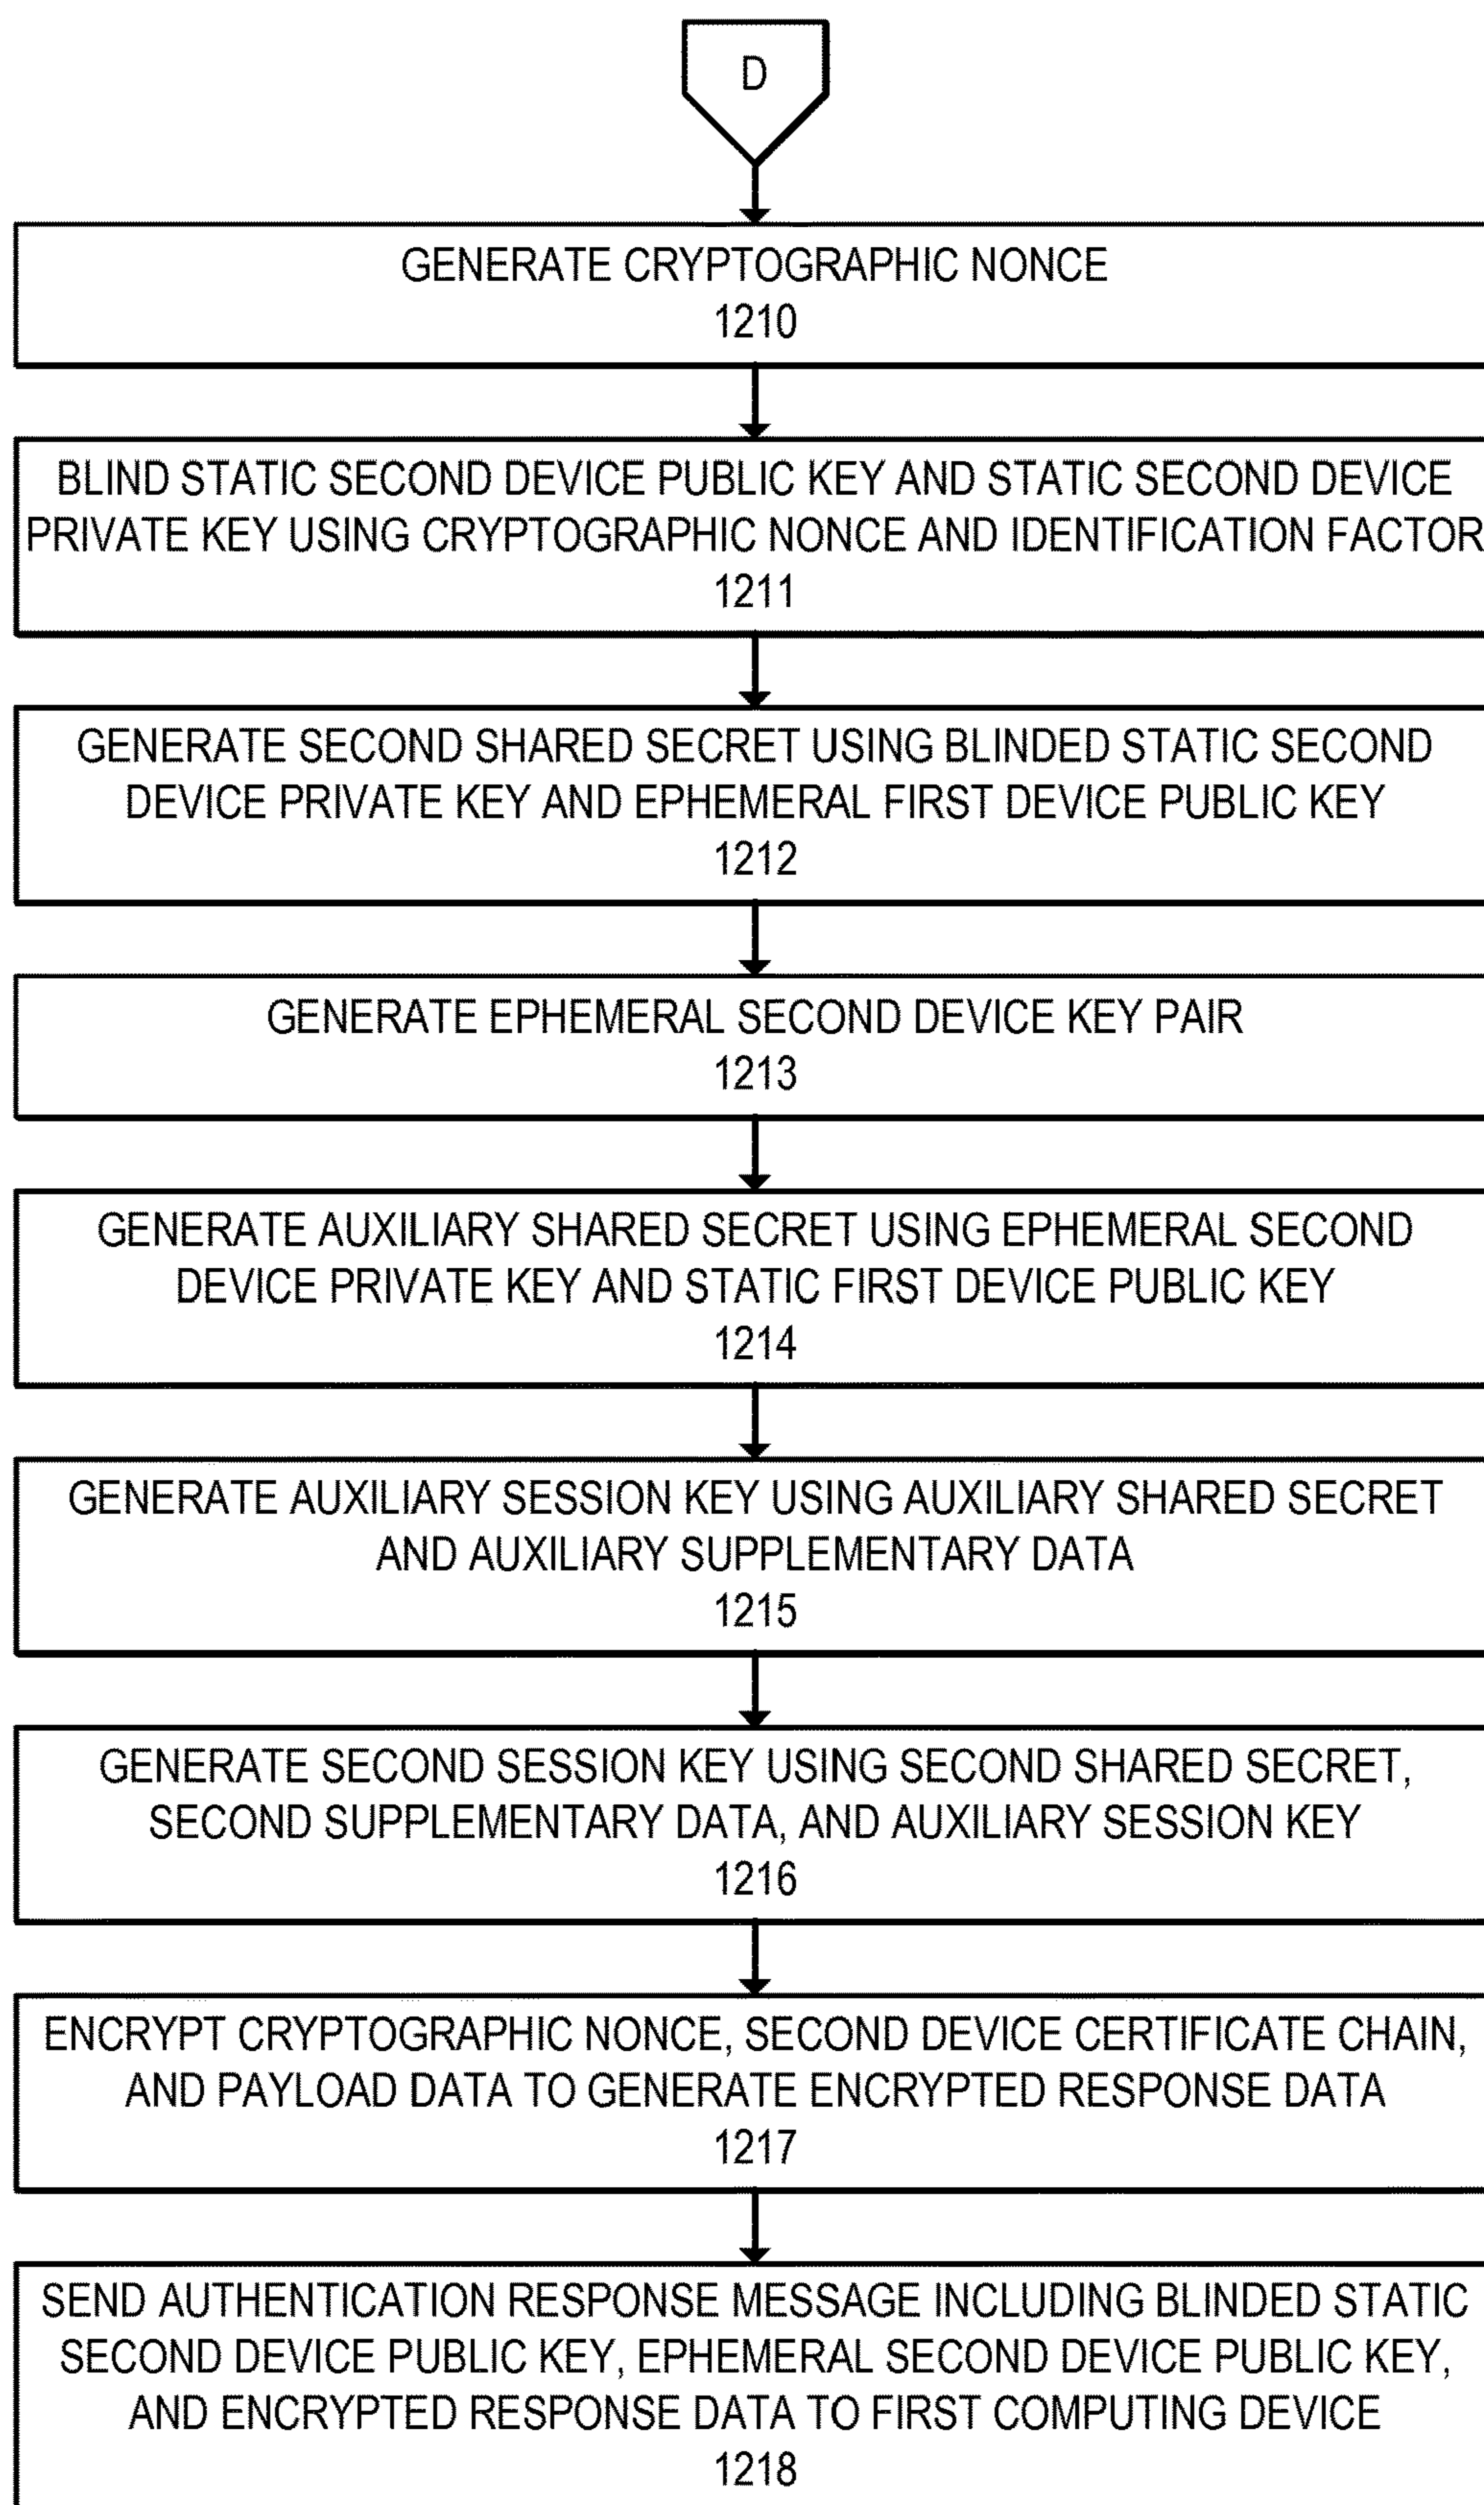 D
GENERATE CRYPTOGRAPHIC NONCE
1210
BLIND STATIC SECOND DEVICE PUBLIC KEY AND STATIC SECOND DEVICE
PRIVATE KEY USING CRYPTOGRAPHIC NONCE AND IDENTIFICATION FACTOR
1211
GENERATE SECOND SHARED SECRET USING BLINDED STATIC SECOND
DEVICE PRIVATE KEY AND EPHEMERAL FIRST DEVICE PUBLIC KEY
1212
GENERATE EPHEMERAL SECOND DEVICE KEY PAIR
1213
GENERATE AUXILIARY SHARED SECRET USING EPHEMERAL SECOND
DEVICE PRIVATE KEY AND STATIC FIRST DEVICE PUBLIC KEY
1214
GENERATE AUXILIARY SESSION KEY USING AUXILIARY SHARED SECRET
AND AUXILIARY SUPPLEMENTARY DATA
1215
GENERATE SECOND SESSION KEY USING SECOND SHARED SECRET,
SECOND SUPPLEMENTARY DATA, AND AUXILIARY SESSION KEY
1216
ENCRYPT CRYPTOGRAPHIC NONCE, SECOND DEVICE CERTIFICATE CHAIN,
AND PAYLOAD DATA TO GENERATE ENCRYPTED RESPONSE DATA
1217
SEND AUTHENTICATION RESPONSE MESSAGE INCLUDING BLINDED STATIC
SECOND DEVICE PUBLIC KEY, EPHEMERAL SECOND DEVICE PUBLIC KEY,
AND ENCRYPTED RESPONSE DATA TO FIRST COMPUTING DEVICE
1218